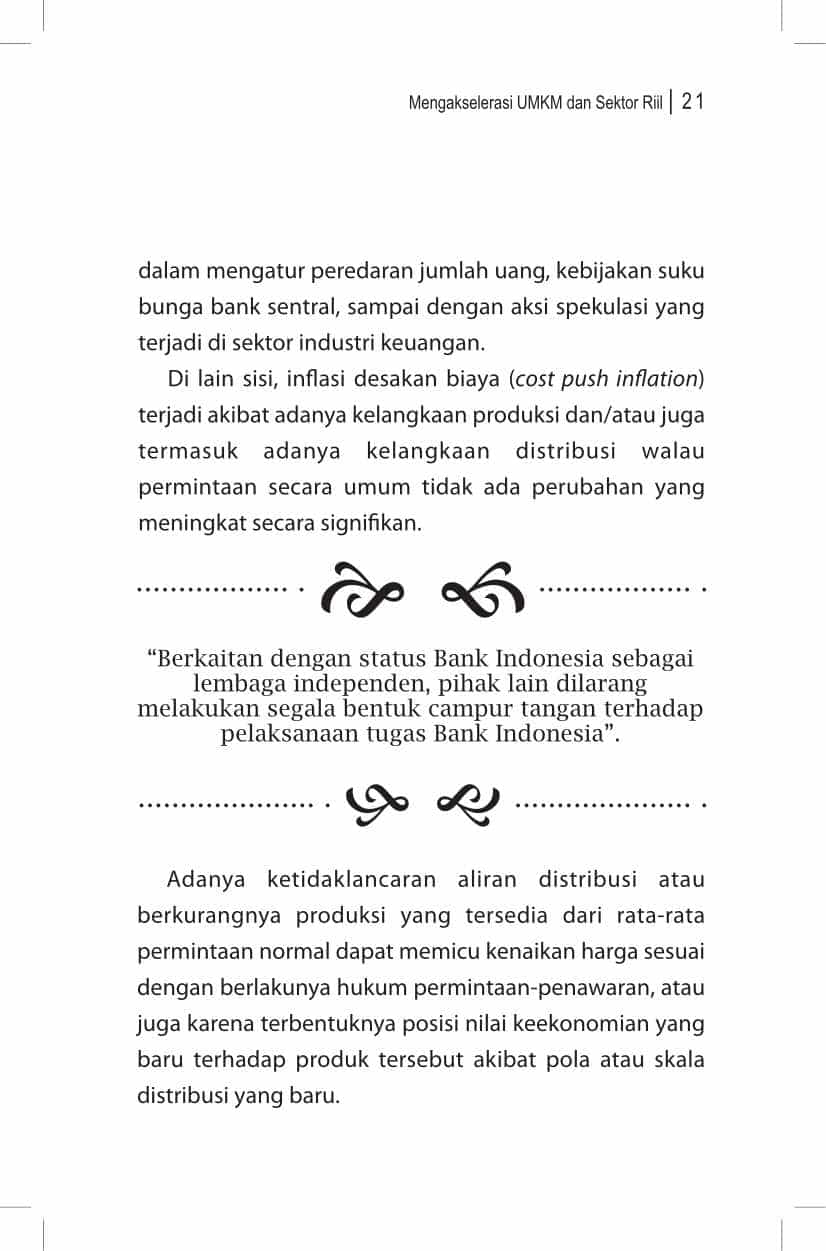 Mengakselerasi UMKM dan Sektor Riil | 21
dalam mengatur peredaran jumlah uang, kebijakan suku
bunga bank sentral, sampai dengan aksi spekulasi yang
terjadi di sektor industri keuangan.
Di lain sisi, inflasi desakan biaya (cost push inflation)
terjadi akibat adanya kelangkaan produksi dan/atau juga
termasuk adanya kelangkaan distribusi walau
permintaan secara umum tidak ada perubahan yang
meningkat secara signifikan.
“Berkaitan dengan status Bank Indonesia sebagai
lembaga independen, pihak lain dilarang
melakukan segala bentuk campur tangan terhadap
pelaksanaan tugas Bank Indonesia”.
Adanya ketidaklancaran aliran distribusi atau
berkurangnya produksi yang tersedia dari rata-rata
permintaan normal dapat memicu kenaikan harga sesuai
dengan berlakunya hukum permintaan-penawaran, atau
juga karena terbentuknya posisi nilai keekonomian yang
baru terhadap produk tersebut akibat pola atau skala
distribusi yang baru.